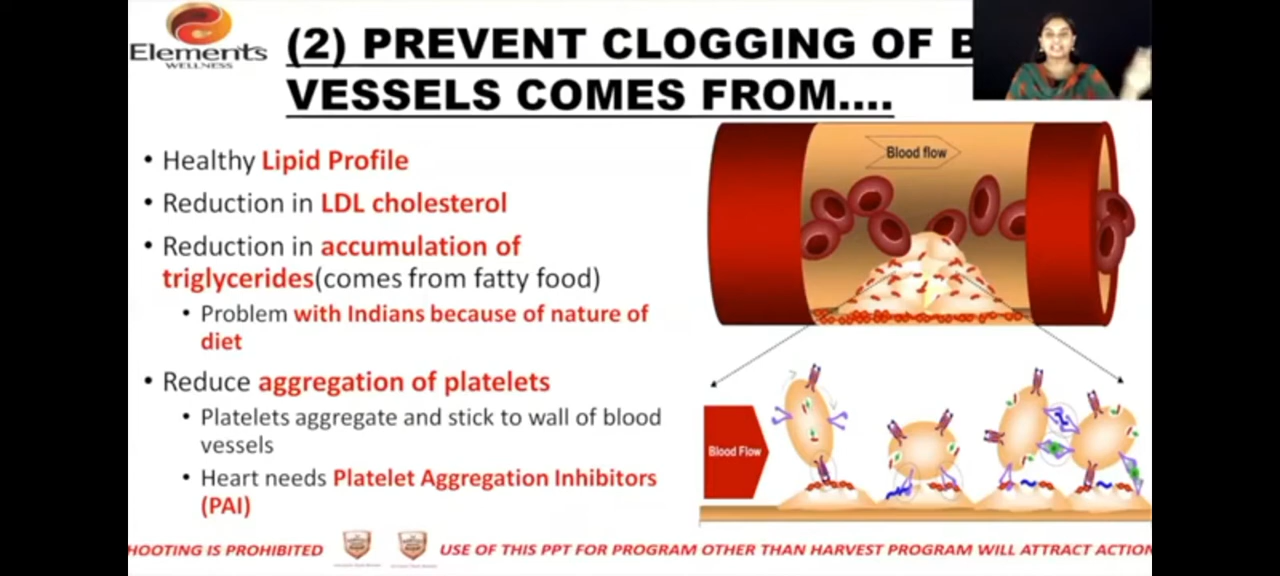 Elements
WELLNESS
(2) PREVENT CLOGGING OF B
VESSELS COMES FROM....
• Healthy Lipid Profile
• Reduction in LDL cholesterol
• Reduction in accumulation of
triglycerides(comes from fatty food)
• Problem with Indians because of nature of
diet
• Reduce aggregation of platelets
• Platelets aggregate and stick to wall of blood
vessels
• Heart needs Platelet Aggregation Inhibitors
(PAI)
Blood flow
Blood Flow
HOOTING IS PROHIBITED
USE OF THIS PPT FOR PROGRAM OTHER THAN HARVEST PROGRAM WILL ATTRACT ACTION